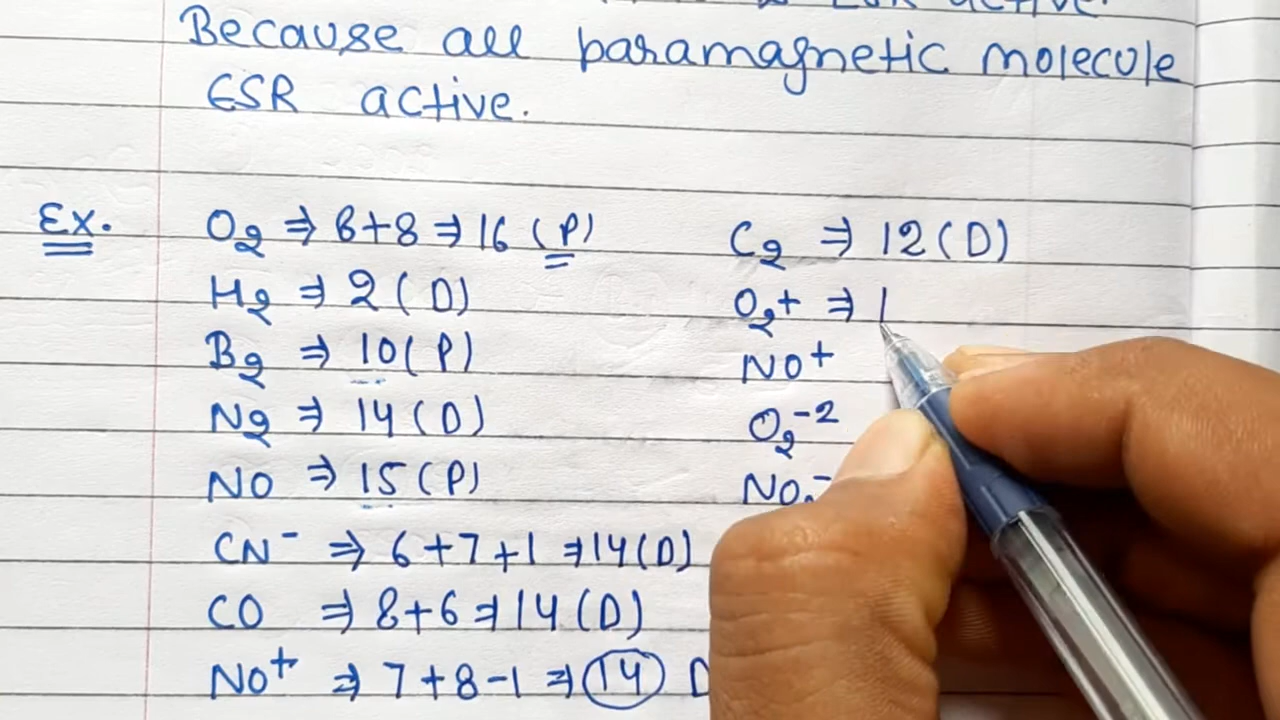 Because all paramagnetic molecule
ESR active.
Ex. O₂ ⇒ 8+8 ⇒ 16 (P)
H₂ ⇒ 2 (D)
B₂ ⇒ 10 (P)
N₂ ⇒ 14 (D)
NO ⇒ 15 (P)
CN⁻ ⇒ 6+7+1 ⇒ 14 (D)
CO ⇒ 8+6 ⇒ 14 (D)
NO⁺ ⇒ 7+8-1 ⇒ 14 D
C₂ ⇒ 12 (D)
O₂+ ⇒ 1
NO⁺
O₂⁻²